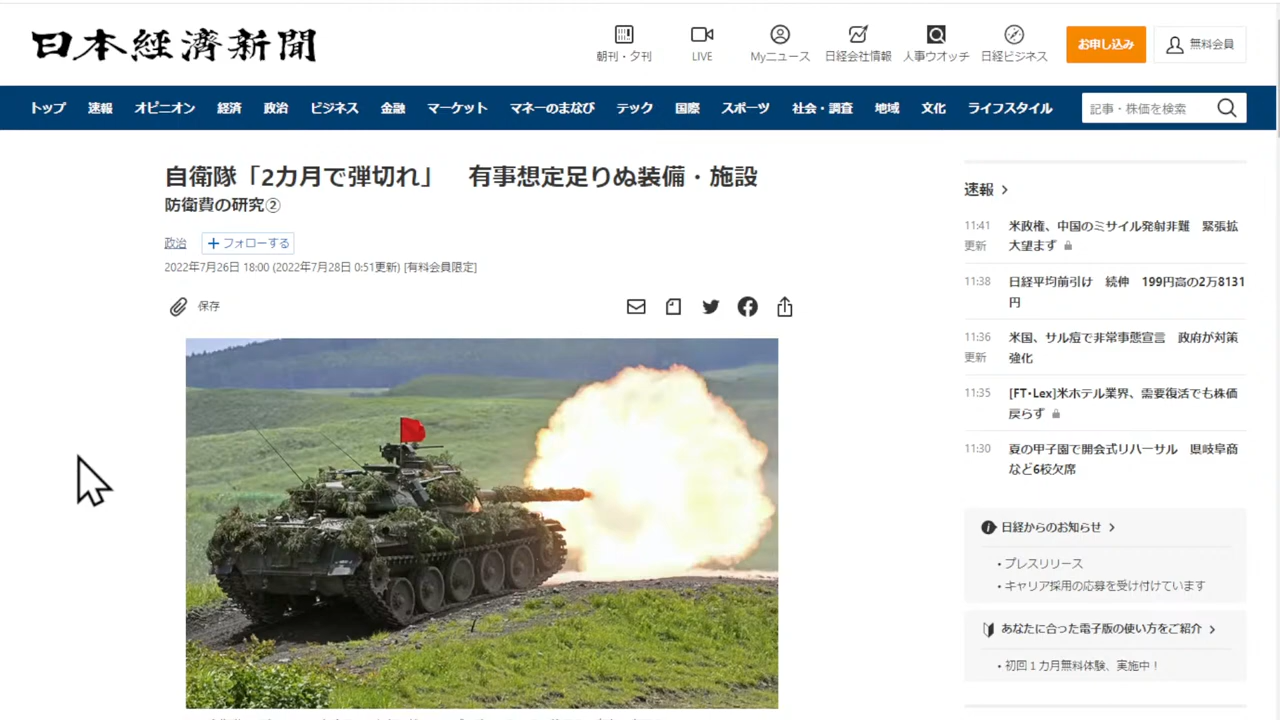 日本経済新聞
朝刊・夕刊
LIVE
Myニュース
日経会社情報
人事ウオッチ
日経ビジネス
お申し込み
無料会員
トップ 速報 オピニオン 経済 政治 ビジネス 金融 マーケット マネーのまなび テック 国際 スポーツ 社会・調査 地域 文化 ライフスタイル
記事・株価を検索
自衛隊「2カ月で弾切れ」　有事想定足りぬ装備・施設
防衛費の研究②
政治
+ フォローする
2022年7月26日 18:00 (2022年7月28日 0:51更新) [有料会員限定]
保存
速報
11:41 米政権、中国のミサイル発射非難　緊張拡
更新 大望まず
11:38 日経平均前引け　続伸　199円高の2万8131
円
11:36 米国、サル痘で非常事態宣言　政府が対策
更新 強化
11:35 [FT・Lex]米ホテル業界、需要復活でも株価
戻らず
11:30 夏の甲子園で開会式リハーサル　県岐阜商
など6校欠席
日経からのお知らせ
・プレスリリース
・キャリア採用の応募を受け付けています
あなたに合った電子版の使い方をご紹介
・初回１カ月無料体験、実施中！